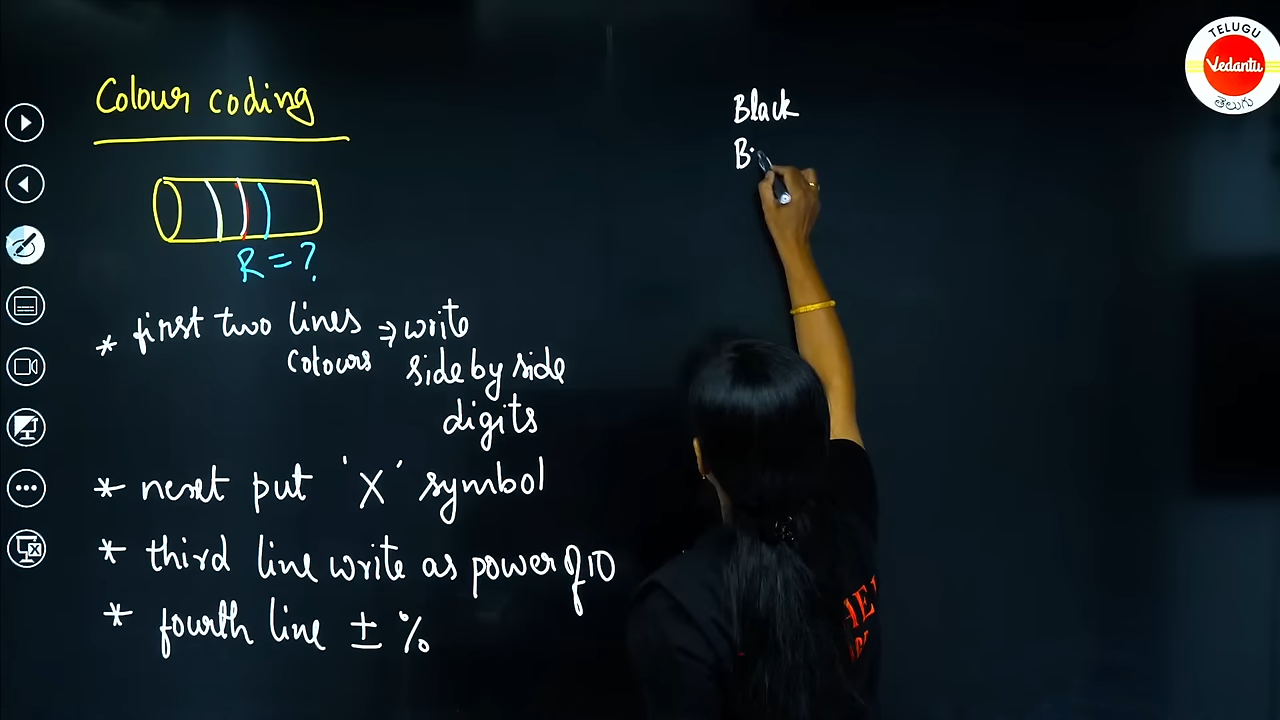 Colour coding
R = ?
* first two lines ⇒ write
colours side by side
digits
* next put 'X' symbol
* third line write as power of 10
* fourth line ± %
Black
B
TELUGU
Vedantu
తెలుగు